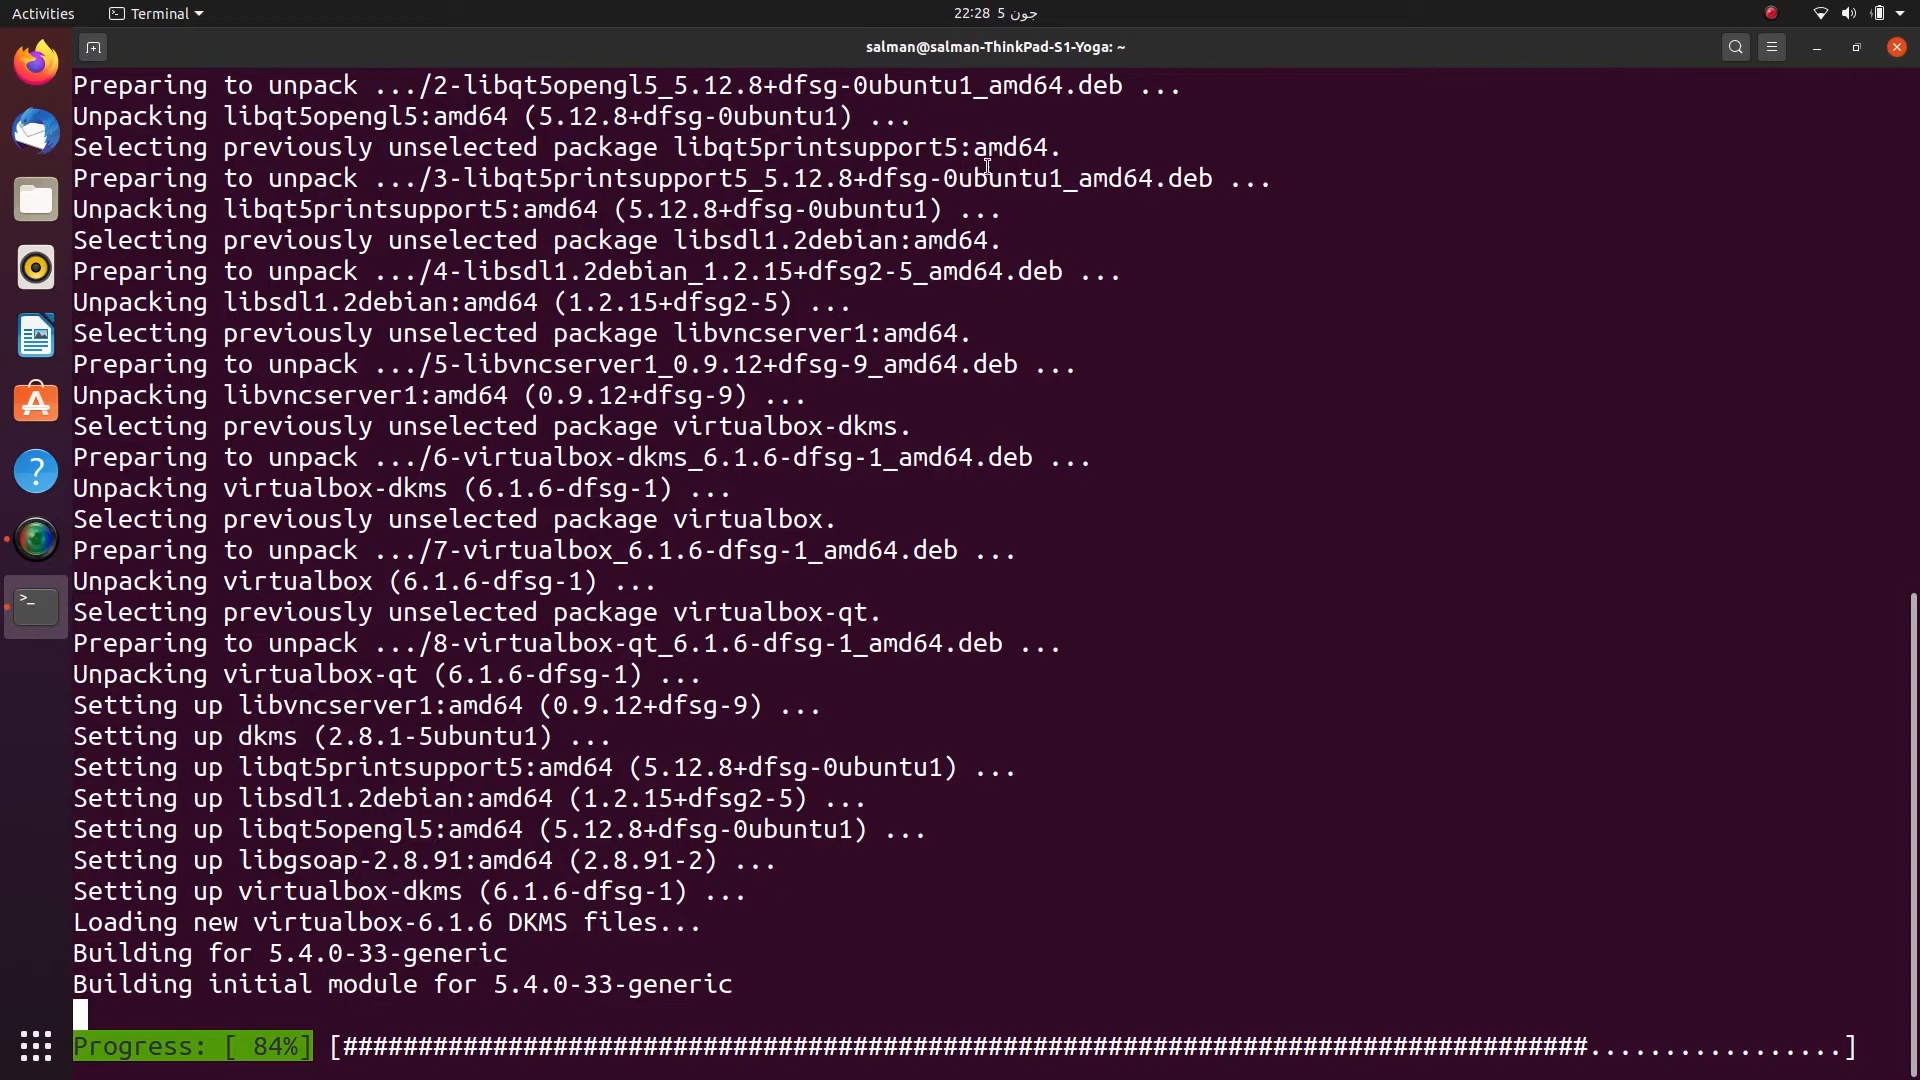 Activities
Terminal
22:28 5 جون
salman@salman-ThinkPad-S1-Yoga: ~
Preparing to unpack .../2-libqt5opengl5_5.12.8+dfsg-0ubuntu1_amd64.deb ...
Unpacking libqt5opengl5:amd64 (5.12.8+dfsg-0ubuntu1) ...
Selecting previously unselected package libqt5printsupport5:amd64.
Preparing to unpack .../3-libqt5printsupport5_5.12.8+dfsg-0ubuntu1_amd64.deb ...
Unpacking libqt5printsupport5:amd64 (5.12.8+dfsg-0ubuntu1) ...
Selecting previously unselected package libsdl1.2debian:amd64.
Preparing to unpack .../4-libsdl1.2debian_1.2.15+dfsg2-5_amd64.deb ...
Unpacking libsdl1.2debian:amd64 (1.2.15+dfsg2-5) ...
Selecting previously unselected package libvncserver1:amd64.
Preparing to unpack .../5-libvncserver1_0.9.12+dfsg-9_amd64.deb ...
Unpacking libvncserver1:amd64 (0.9.12+dfsg-9) ...
Selecting previously unselected package virtualbox-dkms.
Preparing to unpack .../6-virtualbox-dkms_6.1.6-dfsg-1_amd64.deb ...
Unpacking virtualbox-dkms (6.1.6-dfsg-1) ...
Selecting previously unselected package virtualbox.
Preparing to unpack .../7-virtualbox_6.1.6-dfsg-1_amd64.deb ...
Unpacking virtualbox (6.1.6-dfsg-1) ...
Selecting previously unselected package virtualbox-qt.
Preparing to unpack .../8-virtualbox-qt_6.1.6-dfsg-1_amd64.deb ...
Unpacking virtualbox-qt (6.1.6-dfsg-1) ...
Setting up libvncserver1:amd64 (0.9.12+dfsg-9) ...
Setting up dkms (2.8.1-5ubuntu1) ...
Setting up libqt5printsupport5:amd64 (5.12.8+dfsg-0ubuntu1) ...
Setting up libsdl1.2debian:amd64 (1.2.15+dfsg2-5) ...
Setting up libqt5opengl5:amd64 (5.12.8+dfsg-0ubuntu1) ...
Setting up libgsoap-2.8.91:amd64 (2.8.91-2) ...
Setting up virtualbox-dkms (6.1.6-dfsg-1) ...
Loading new virtualbox-6.1.6 DKMS files...
Building for 5.4.0-33-generic
Building initial module for 5.4.0-33-generic
Progress: [ 84%] [###################################################################################.................]